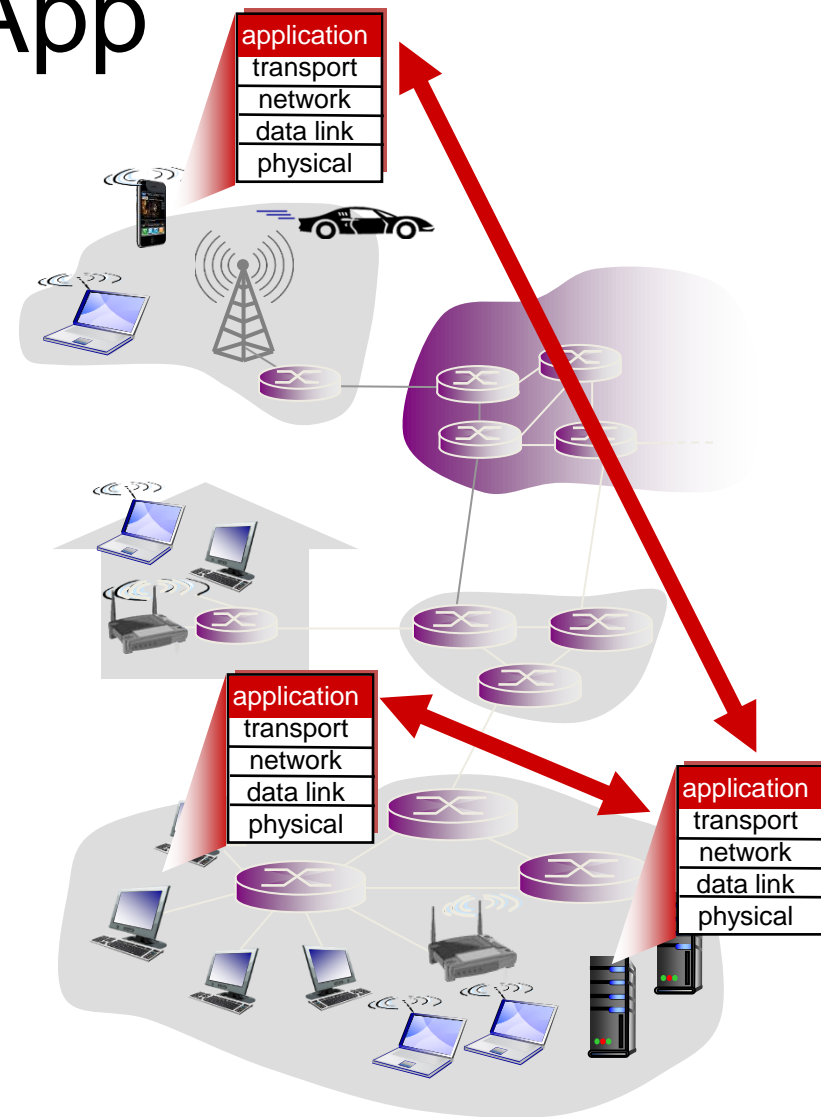 App
application
transport
network
data link
physical
application
transport
network
data link
physical
application
transport
network
data link
physical